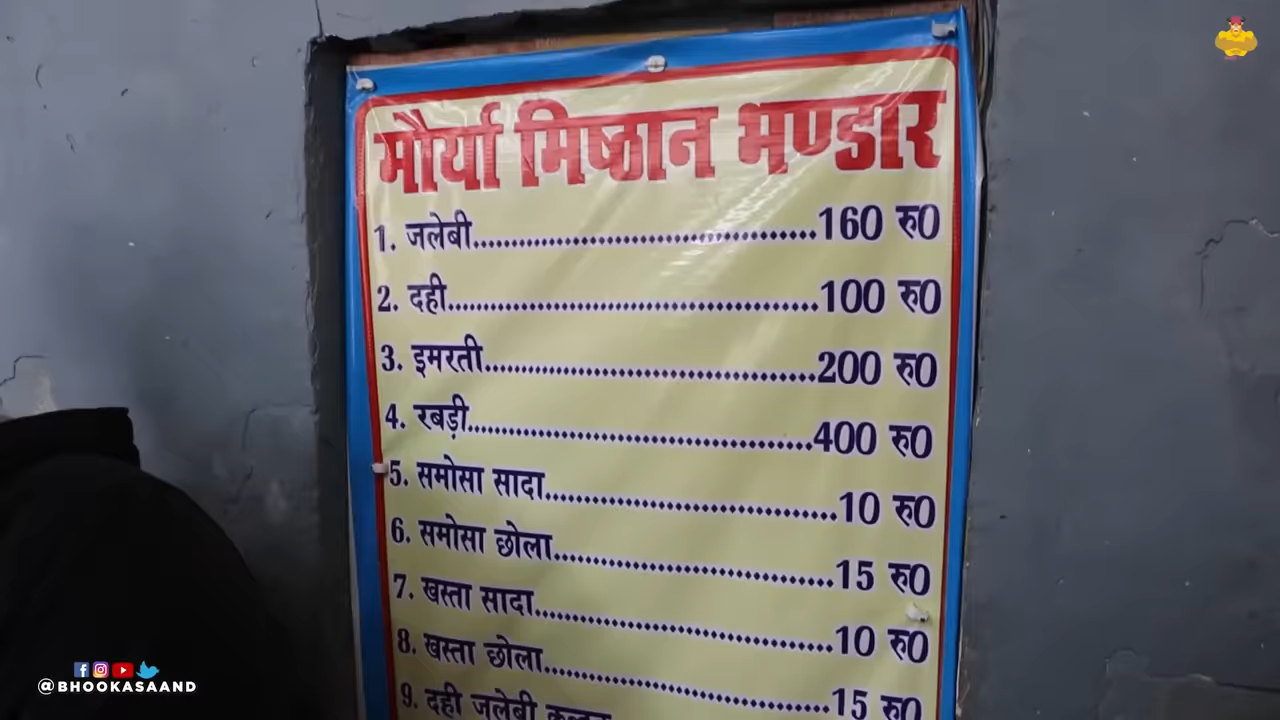 मौर्या मिष्ठान भण्डार
1. जलेबी..........160 रु0
2. दही..........100 रु0
3. इमरती..........200 रु0
4. रबड़ी..........400 रु0
5. समोसा सादा..........10 रु0
6. समोसा छोला..........15 रु0
7. खस्ता सादा..........10 रु0
8. खस्ता छोला..........15 रु0
9. दही जलेबी
@BHOOKASAAND